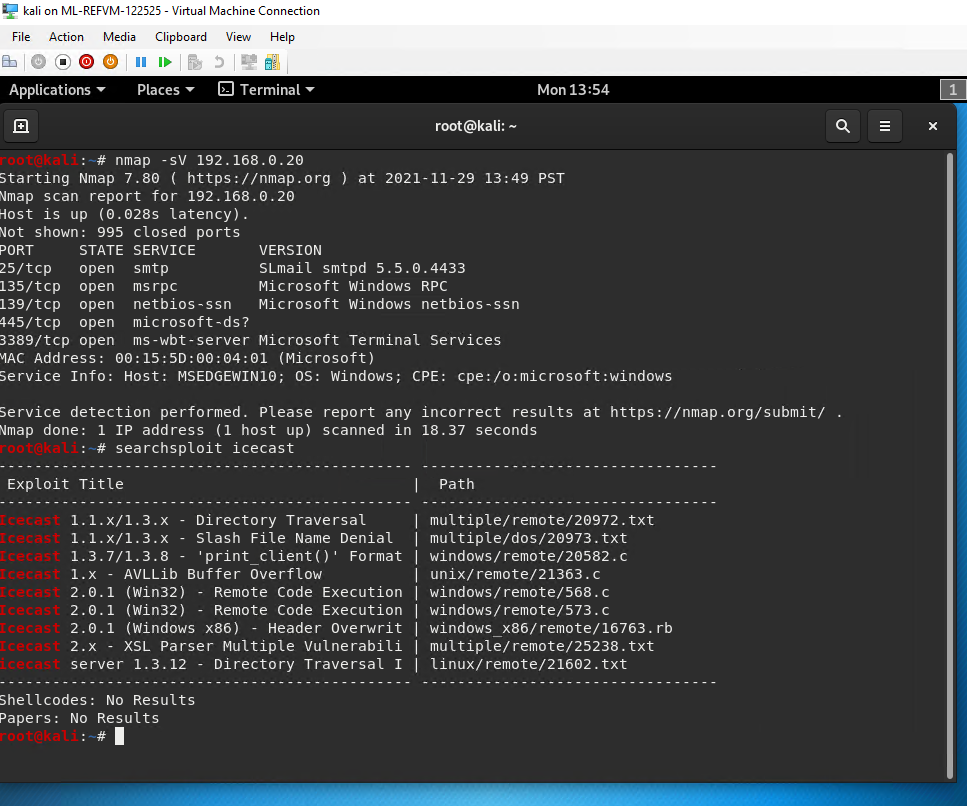 kali on ML-REFVM-122525 - Virtual Machine Connection
File Action Media Clipboard View Help
Applications Places Terminal Mon 13:54 1
root@kali: ~
root@kali:~# nmap -sV 192.168.0.20
Starting Nmap 7.80 ( https://nmap.org ) at 2021-11-29 13:49 PST
Nmap scan report for 192.168.0.20
Host is up (0.028s latency).
Not shown: 995 closed ports
PORT     STATE SERVICE       VERSION
25/tcp   open  smtp          SLmail smtpd 5.5.0.4433
135/tcp  open  msrpc         Microsoft Windows RPC
139/tcp  open  netbios-ssn   Microsoft Windows netbios-ssn
445/tcp  open  microsoft-ds?
3389/tcp open  ms-wbt-server Microsoft Terminal Services
MAC Address: 00:15:5D:00:04:01 (Microsoft)
Service Info: Host: MSEDGEWIN10; OS: Windows; CPE: cpe:/o:microsoft:windows
Service detection performed. Please report any incorrect results at https://nmap.org/submit/ .
Nmap done: 1 IP address (1 host up) scanned in 18.37 seconds
root@kali:~# searchsploit icecast
---------------------------------------------- ---------------------------------
 Exploit Title                                |  Path
---------------------------------------------- ---------------------------------
Icecast 1.1.x/1.3.x - Directory Traversal     | multiple/remote/20972.txt
Icecast 1.1.x/1.3.x - Slash File Name Denial  | multiple/dos/20973.txt
Icecast 1.3.7/1.3.8 - 'print_client()' Format | windows/remote/20582.c
Icecast 1.x - AVLLib Buffer Overflow          | unix/remote/21363.c
Icecast 2.0.1 (Win32) - Remote Code Execution | windows/remote/568.c
Icecast 2.0.1 (Win32) - Remote Code Execution | windows/remote/573.c
Icecast 2.0.1 (Windows x86) - Header Overwrit | windows_x86/remote/16763.rb
Icecast 2.x - XSL Parser Multiple Vulnerabili | multiple/remote/25238.txt
icecast server 1.3.12 - Directory Traversal I | linux/remote/21602.txt
---------------------------------------------- ---------------------------------
Shellcodes: No Results
Papers: No Results
root@kali:~#